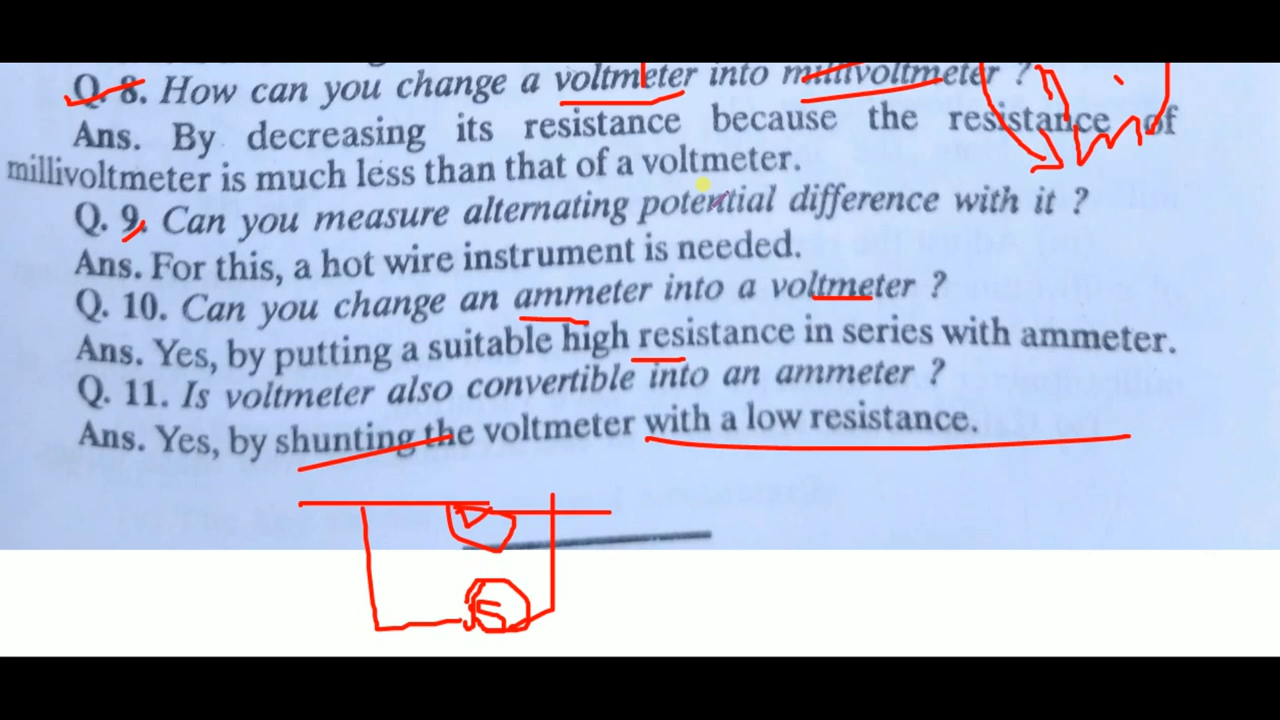 Q. 8. How can you change a voltmeter into millivoltmeter ?
Ans. By decreasing its resistance because the resistance of
millivoltmeter is much less than that of a voltmeter.
Q. 9. Can you measure alternating potential difference with it ?
Ans. For this, a hot wire instrument is needed.
Q. 10. Can you change an ammeter into a voltmeter ?
Ans. Yes, by putting a suitable high resistance in series with ammeter.
Q. 11. Is voltmeter also convertible into an ammeter ?
Ans. Yes, by shunting the voltmeter with a low resistance.